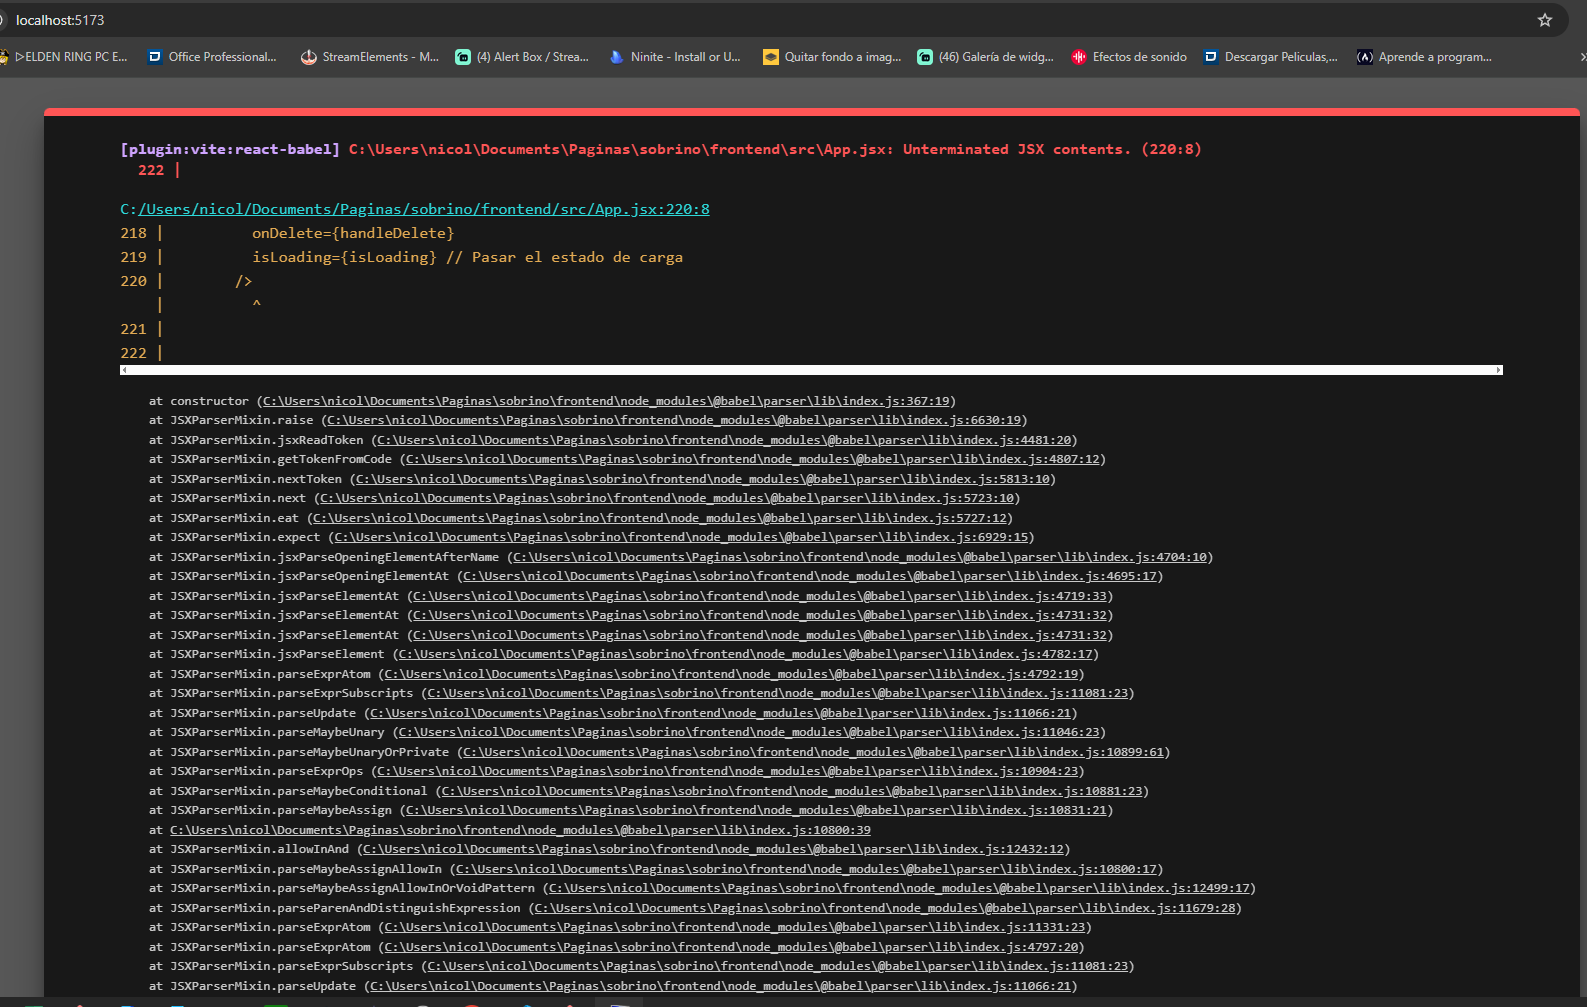 localhost:5173
ELDEN RING PC E...
Office Professional...
StreamElements - M...
(4) Alert Box / Strea...
Ninite - Install or U...
Quitar fondo a imag...
(46) Galería de widg...
Efectos de sonido
Descargar Peliculas,...
Aprende a program...
[plugin:vite:react-babel] C:\Users\nicol\Documents\Paginas\sobrino\frontend\src\App.jsx: Unterminated JSX contents. (220:8)
222 |
C:/Users/nicol/Documents/Paginas/sobrino/frontend/src/App.jsx:220:8
218 |          onDelete={handleDelete}
219 |          isLoading={isLoading} // Pasar el estado de carga
220 |        />
    |          ^
221 |
222 |
at constructor (C:\Users\nicol\Documents\Paginas\sobrino\frontend\node_modules\@babel\parser\lib\index.js:367:19)
at JSXParserMixin.raise (C:\Users\nicol\Documents\Paginas\sobrino\frontend\node_modules\@babel\parser\lib\index.js:6630:19)
at JSXParserMixin.jsxReadToken (C:\Users\nicol\Documents\Paginas\sobrino\frontend\node_modules\@babel\parser\lib\index.js:4481:20)
at JSXParserMixin.getTokenFromCode (C:\Users\nicol\Documents\Paginas\sobrino\frontend\node_modules\@babel\parser\lib\index.js:4807:12)
at JSXParserMixin.nextToken (C:\Users\nicol\Documents\Paginas\sobrino\frontend\node_modules\@babel\parser\lib\index.js:5813:10)
at JSXParserMixin.next (C:\Users\nicol\Documents\Paginas\sobrino\frontend\node_modules\@babel\parser\lib\index.js:5723:10)
at JSXParserMixin.eat (C:\Users\nicol\Documents\Paginas\sobrino\frontend\node_modules\@babel\parser\lib\index.js:5727:12)
at JSXParserMixin.expect (C:\Users\nicol\Documents\Paginas\sobrino\frontend\node_modules\@babel\parser\lib\index.js:6929:15)
at JSXParserMixin.jsxParseOpeningElementAfterName (C:\Users\nicol\Documents\Paginas\sobrino\frontend\node_modules\@babel\parser\lib\index.js:4704:10)
at JSXParserMixin.jsxParseOpeningElementAt (C:\Users\nicol\Documents\Paginas\sobrino\frontend\node_modules\@babel\parser\lib\index.js:4695:17)
at JSXParserMixin.jsxParseElementAt (C:\Users\nicol\Documents\Paginas\sobrino\frontend\node_modules\@babel\parser\lib\index.js:4719:33)
at JSXParserMixin.jsxParseElementAt (C:\Users\nicol\Documents\Paginas\sobrino\frontend\node_modules\@babel\parser\lib\index.js:4731:32)
at JSXParserMixin.jsxParseElementAt (C:\Users\nicol\Documents\Paginas\sobrino\frontend\node_modules\@babel\parser\lib\index.js:4731:32)
at JSXParserMixin.jsxParseElement (C:\Users\nicol\Documents\Paginas\sobrino\frontend\node_modules\@babel\parser\lib\index.js:4782:17)
at JSXParserMixin.parseExprAtom (C:\Users\nicol\Documents\Paginas\sobrino\frontend\node_modules\@babel\parser\lib\index.js:4792:19)
at JSXParserMixin.parseExprSubscripts (C:\Users\nicol\Documents\Paginas\sobrino\frontend\node_modules\@babel\parser\lib\index.js:11081:23)
at JSXParserMixin.parseUpdate (C:\Users\nicol\Documents\Paginas\sobrino\frontend\node_modules\@babel\parser\lib\index.js:11066:21)
at JSXParserMixin.parseMaybeUnary (C:\Users\nicol\Documents\Paginas\sobrino\frontend\node_modules\@babel\parser\lib\index.js:11046:23)
at JSXParserMixin.parseMaybeUnaryOrPrivate (C:\Users\nicol\Documents\Paginas\sobrino\frontend\node_modules\@babel\parser\lib\index.js:10899:61)
at JSXParserMixin.parseExprOps (C:\Users\nicol\Documents\Paginas\sobrino\frontend\node_modules\@babel\parser\lib\index.js:10904:23)
at JSXParserMixin.parseMaybeConditional (C:\Users\nicol\Documents\Paginas\sobrino\frontend\node_modules\@babel\parser\lib\index.js:10881:23)
at JSXParserMixin.parseMaybeAssign (C:\Users\nicol\Documents\Paginas\sobrino\frontend\node_modules\@babel\parser\lib\index.js:10831:21)
at C:\Users\nicol\Documents\Paginas\sobrino\frontend\node_modules\@babel\parser\lib\index.js:10800:39
at JSXParserMixin.allowInAnd (C:\Users\nicol\Documents\Paginas\sobrino\frontend\node_modules\@babel\parser\lib\index.js:12432:12)
at JSXParserMixin.parseMaybeAssignAllowIn (C:\Users\nicol\Documents\Paginas\sobrino\frontend\node_modules\@babel\parser\lib\index.js:10800:17)
at JSXParserMixin.parseMaybeAssignAllowInOrVoidPattern (C:\Users\nicol\Documents\Paginas\sobrino\frontend\node_modules\@babel\parser\lib\index.js:12499:17)
at JSXParserMixin.parseParenAndDistinguishExpression (C:\Users\nicol\Documents\Paginas\sobrino\frontend\node_modules\@babel\parser\lib\index.js:11679:28)
at JSXParserMixin.parseExprAtom (C:\Users\nicol\Documents\Paginas\sobrino\frontend\node_modules\@babel\parser\lib\index.js:11331:23)
at JSXParserMixin.parseExprAtom (C:\Users\nicol\Documents\Paginas\sobrino\frontend\node_modules\@babel\parser\lib\index.js:4797:20)
at JSXParserMixin.parseExprSubscripts (C:\Users\nicol\Documents\Paginas\sobrino\frontend\node_modules\@babel\parser\lib\index.js:11081:23)
at JSXParserMixin.parseUpdate (C:\Users\nicol\Documents\Paginas\sobrino\frontend\node_modules\@babel\parser\lib\index.js:11066:21)